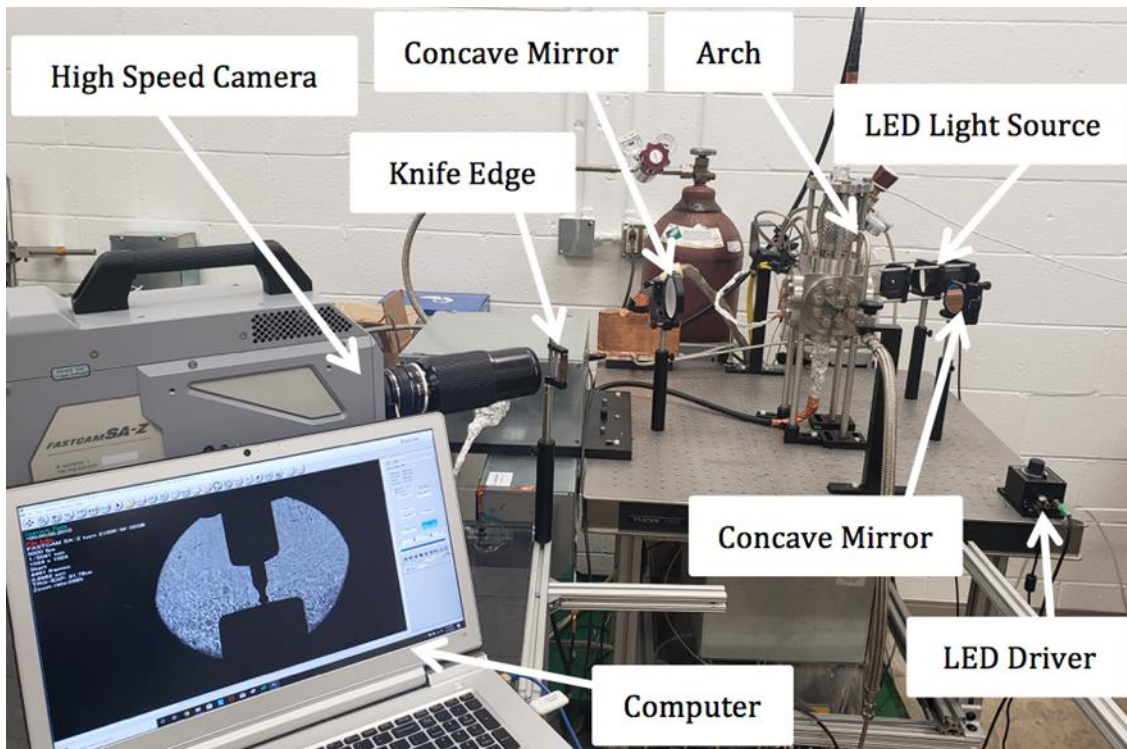 Concave Mirror
Arch
High Speed Camera
LED Light Source
Knife Edge
FASTCAM SA-Z
Concave Mirror
LED Driver
Computer